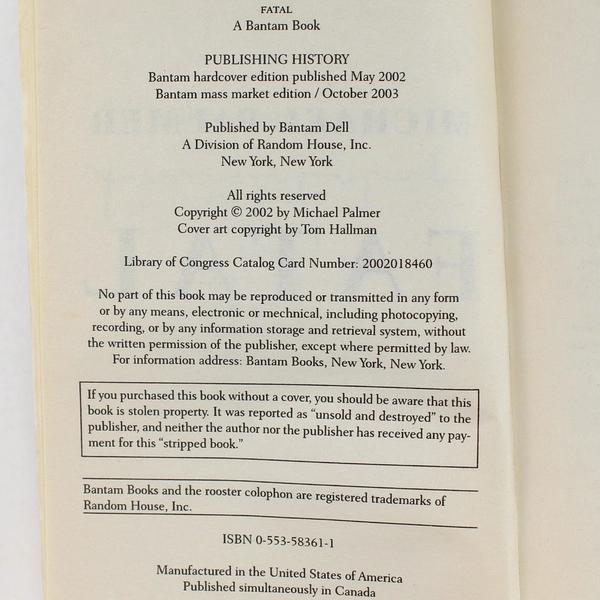 FATAL
A Bantam Book
PUBLISHING HISTORY
Bantam hardcover edition published May 2002
Bantam mass market edition / October 2003
Published by Bantam Dell
A Division of Random House, Inc.
New York, New York
All rights reserved
Copyright © 2002 by Michael Palmer
Cover art copyright by Tom Hallman
Library of Congress Catalog Card Number: 2002018460
No part of this book may be reproduced or transmitted in any form
or by any means, electronic or mechnical, including photocopying,
recording, or by any information storage and retrieval system, without
the written permission of the publisher, except where permitted by law.
For information address: Bantam Books, New York, New York.
If you purchased this book without a cover, you should be aware that this
book is stolen property. It was reported as “unsold and destroyed” to the
publisher, and neither the author nor the publisher has received any pay-
ment for this “stripped book.”
Bantam Books and the rooster colophon are registered trademarks of
Random House, Inc.
ISBN 0-553-58361-1
Manufactured in the United States of America
Published simultaneously in Canada